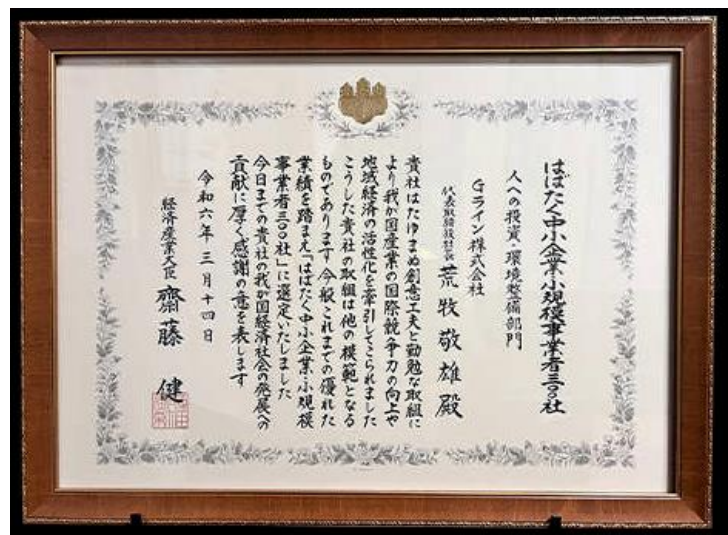 はばたく中小企業・小規模事業者三〇〇社
人への投資・環境整備部門
Gライン株式会社
代表取締役社長 荒牧敬雄殿
貴社はたゆまぬ創意工夫と勤勉な取組に
より我が国産業の国際競争力の向上や
地域経済の活性化を牽引してこられました
こうした貴社の取組は他の模範となる
ものであります 今般これまでの優れた
業績を踏まえ「はばたく中小企業・小規模
事業者三〇〇社」に選定いたしました
今日までの貴社の我が国経済社会の発展への
貢献に厚く感謝の意を表します
令和六年三月十四日
経済産業大臣 齋藤健